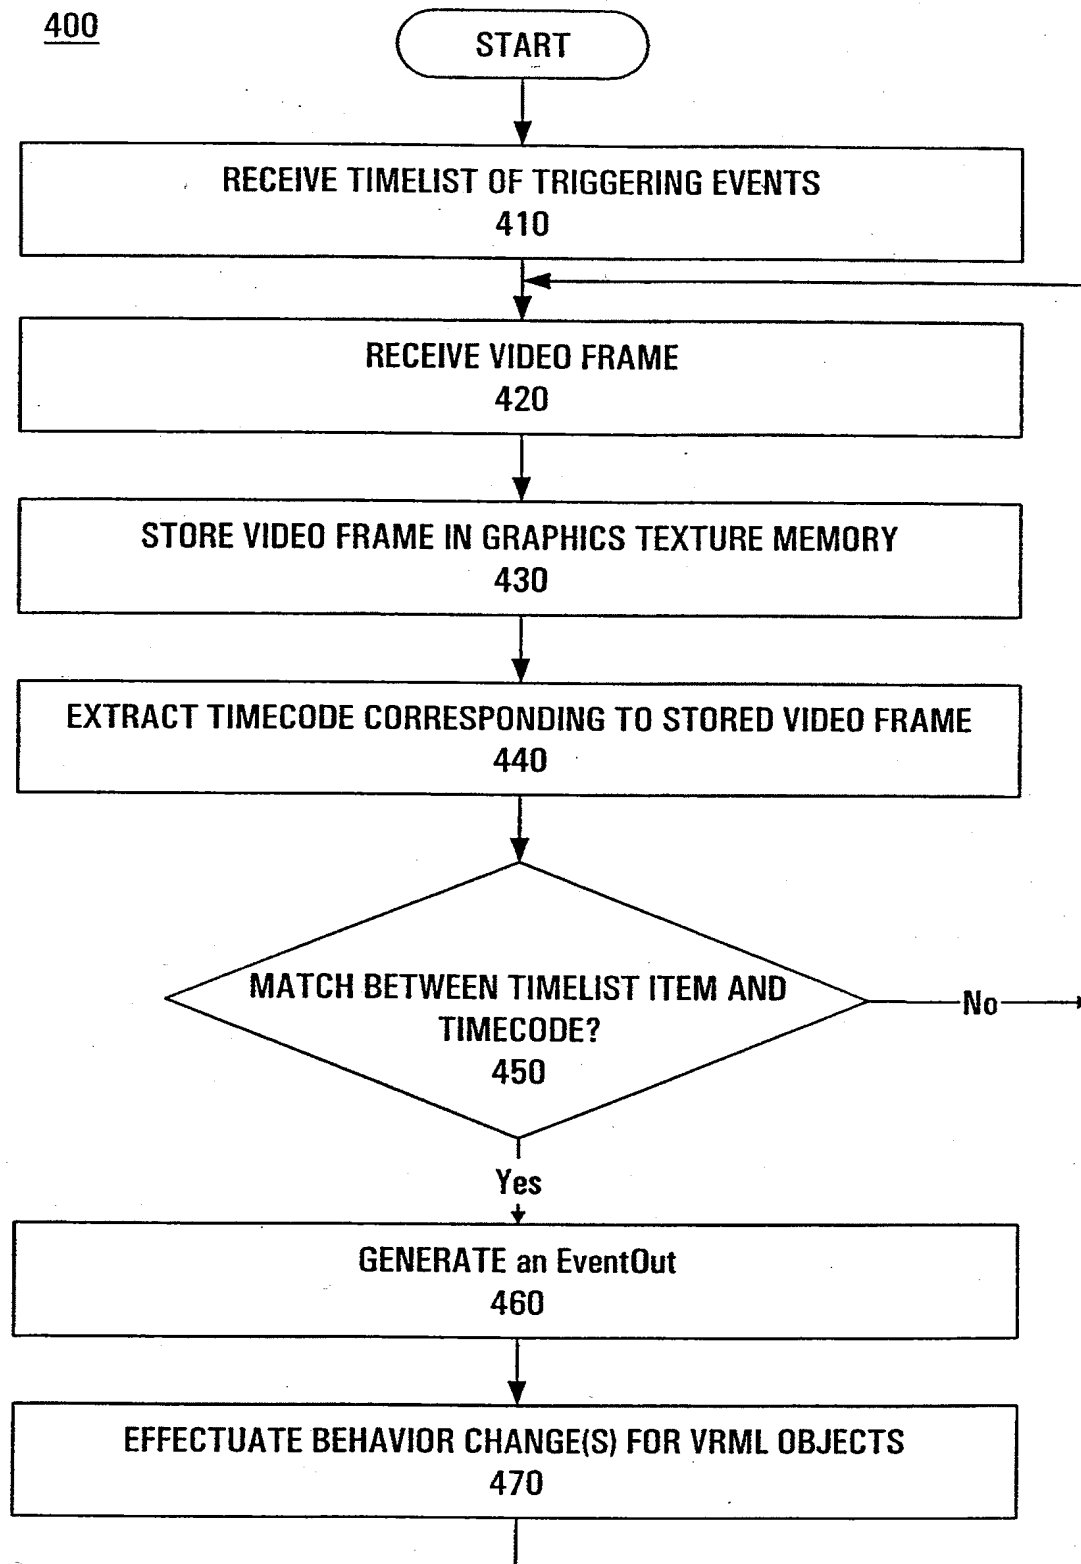 400
START
RECEIVE TIMELIST OF TRIGGERING EVENTS
410
RECEIVE VIDEO FRAME
420
STORE VIDEO FRAME IN GRAPHICS TEXTURE MEMORY
430
EXTRACT TIMECODE CORRESPONDING TO STORED VIDEO FRAME
440
MATCH BETWEEN TIMELIST ITEM AND
TIMECODE?
450
No
Yes
GENERATE an EventOut
460
EFFECTUATE BEHAVIOR CHANGE(S) FOR VRML OBJECTS
470